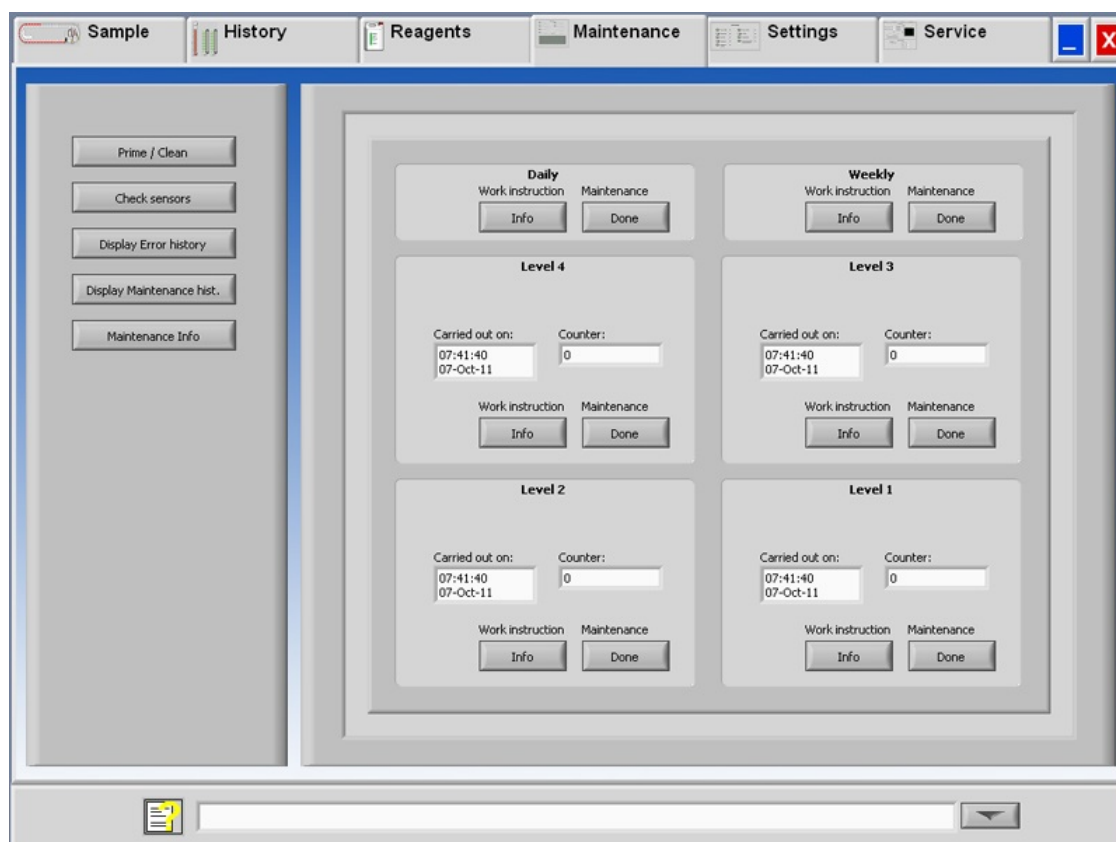 Sample History Reagents Maintenance Settings Service _ X
Prime / Clean
Check sensors
Display Error history
Display Maintenance hist.
Maintenance Info
Daily
Work instruction Maintenance
Info Done
Weekly
Work instruction Maintenance
Info Done
Level 4
Carried out on: Counter:
07:41:40 0
07-Oct-11
Work instruction Maintenance
Info Done
Level 3
Carried out on: Counter:
07:41:40 0
07-Oct-11
Work instruction Maintenance
Info Done
Level 2
Carried out on: Counter:
07:41:40 0
07-Oct-11
Work instruction Maintenance
Info Done
Level 1
Carried out on: Counter:
07:41:40 0
07-Oct-11
Work instruction Maintenance
Info Done
?